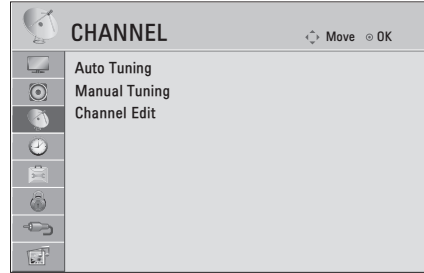 CHANNEL
Move OK
Auto Tuning
Manual Tuning
Channel Edit